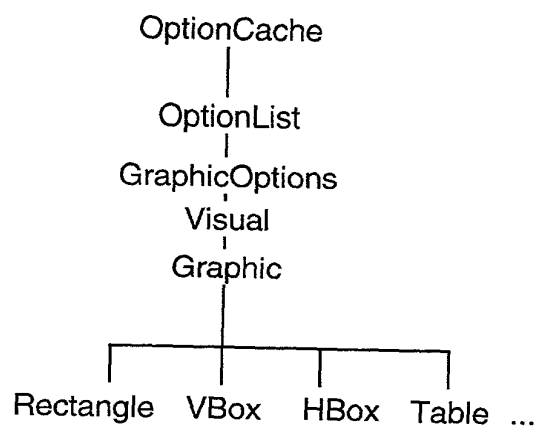 OptionCache
OptionList
GraphicOptions
Visual
Graphic
Rectangle VBox HBox Table ...